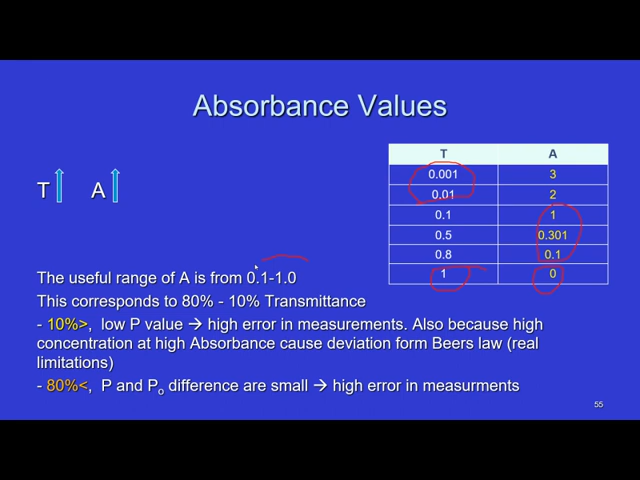 Absorbance Values
T A
T A
0.001 3
0.01 2
0.1 1
0.5 0.301
0.8 0.1
1 0
The useful range of A is from 0.1-1.0
This corresponds to 80% - 10% Transmittance
- 10%>, low P value → high error in measurements. Also because high
concentration at high Absorbance cause deviation form Beers law (real
limitations)
- 80%<, P and Po difference are small → high error in measurments
55